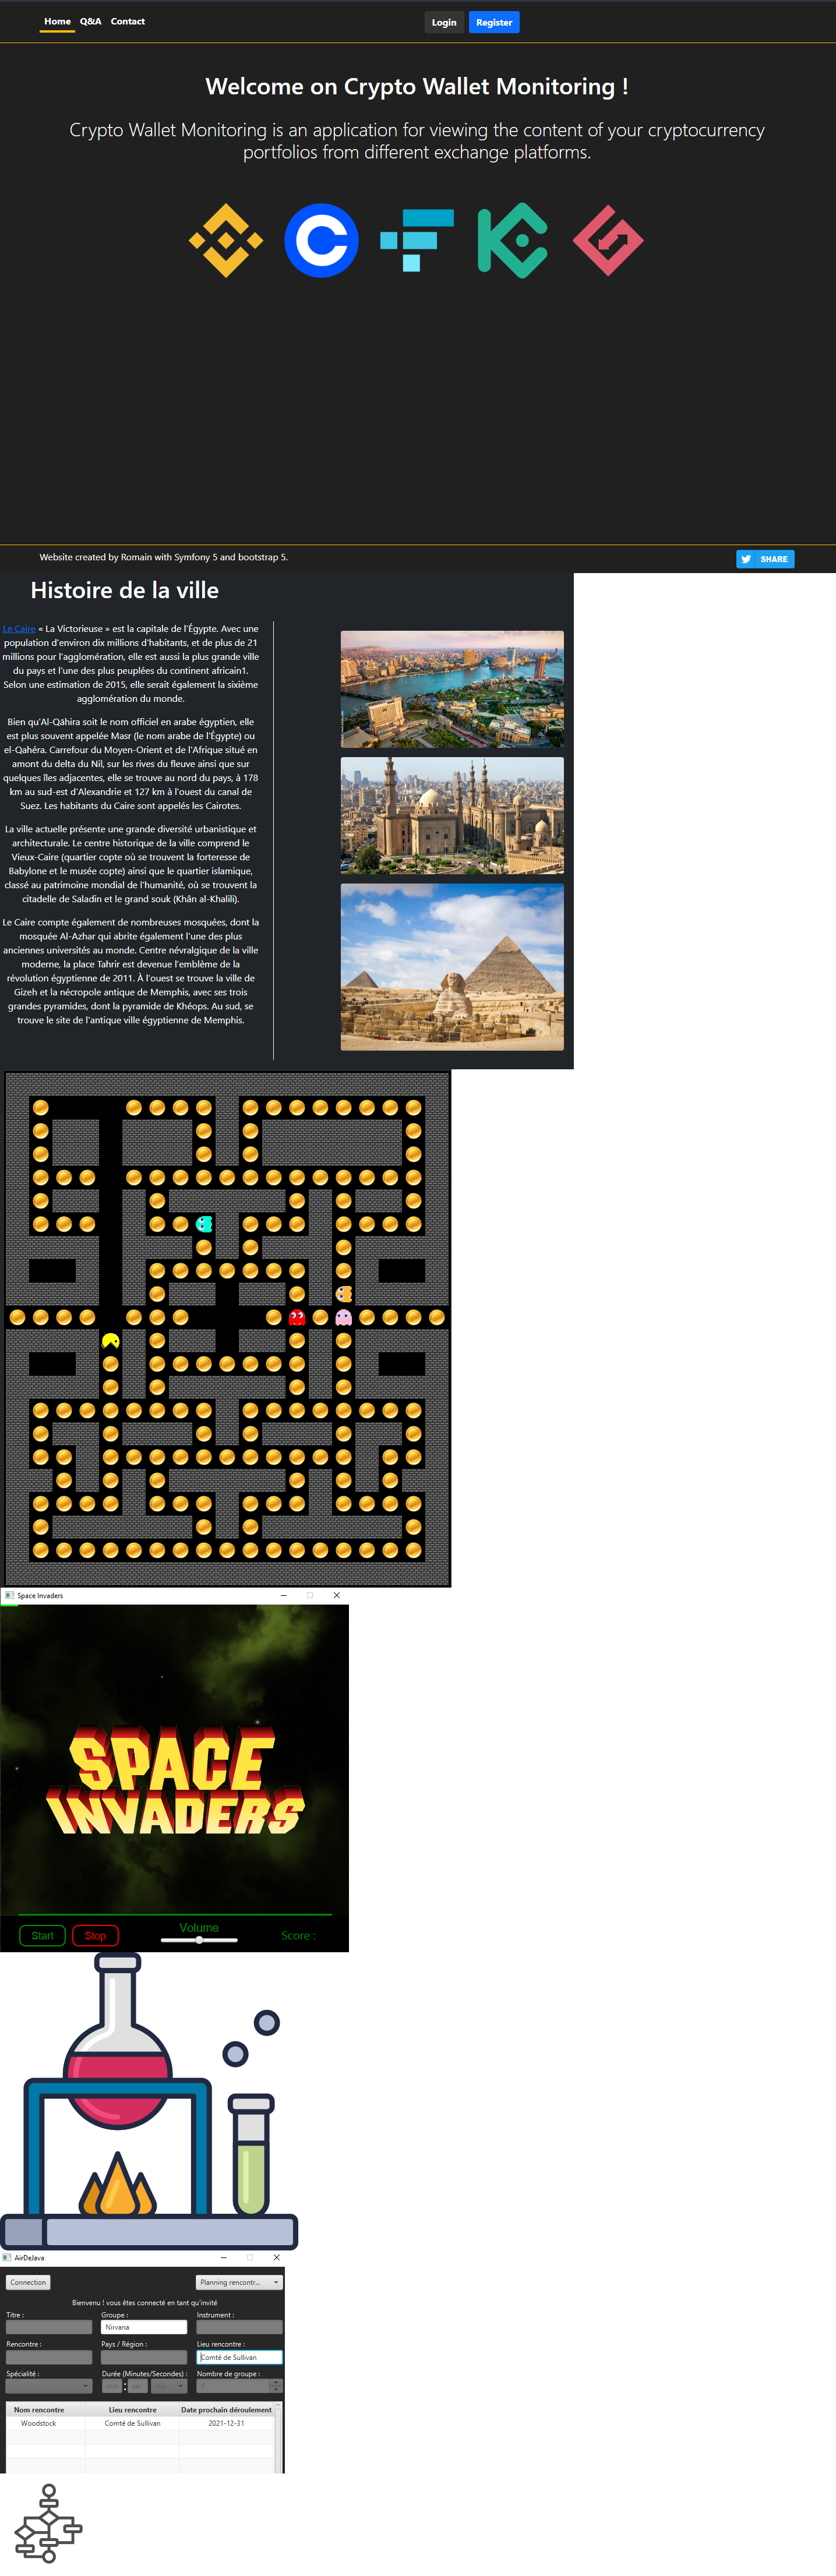 Home Q&A Contact Login Register
Welcome on Crypto Wallet Monitoring !
Crypto Wallet Monitoring is an application for viewing the content of your cryptocurrency
portfolios from different exchange platforms.
Website created by Romain with Symfony 5 and bootstrap 5. SHARE
Histoire de la ville
Le Caire « La Victorieuse » est la capitale de l'Égypte. Avec une
population d'environ dix millions d'habitants, et de plus de 21
millions pour l'agglomération, elle est aussi la plus grande ville
du pays et l'une des plus peuplées du continent africain1.
Selon une estimation de 2015, elle serait également la sixième
agglomération du monde.
Bien qu'Al-Qāhira soit le nom officiel en arabe égyptien, elle
est plus souvent appelée Masr (le nom arabe de l'Égypte) ou
el-Qahéra. Carrefour du Moyen-Orient et de l'Afrique situé en
amont du delta du Nil, sur les rives du fleuve ainsi que sur
quelques îles adjacentes, elle se trouve au nord du pays, à 178
km au sud-est d'Alexandrie et 127 km à l'ouest du canal de
Suez. Les habitants du Caire sont appelés les Cairotes.
La ville actuelle présente une grande diversité urbanistique et
architecturale. Le centre historique de la ville comprend le
Vieux-Caire (quartier copte où se trouvent la forteresse de
Babylone et le musée copte) ainsi que le quartier islamique,
classé au patrimoine mondial de l'humanité, où se trouvent la
citadelle de Saladin et le grand souk (Khân al-Khalili).
Le Caire compte également de nombreuses mosquées, dont la
mosquée Al-Azhar qui abrite également l'une des plus
anciennes universités au monde. Centre névralgique de la ville
moderne, la place Tahrir est devenue l'emblème de la
révolution égyptienne de 2011. À l'ouest se trouve la ville de
Gizeh et la nécropole antique de Memphis, avec ses trois
grandes pyramides, dont la pyramide de Khéops. Au sud, se
trouve le site de l'antique ville égyptienne de Memphis.
Space Invaders
SPACE
INVADERS
Start Stop Volume Score :
AirDeJava
Connection Planning rencontr...
Bienvenu ! vous êtes connecté en tant qu'invité
Titre : Groupe : Instrument :
Nirvana
Rencontre : Pays / Région : Lieu rencontre :
Comté de Sullivan
Spécialité : Durée (Minutes/Secondes) : Nombre de groupe :
Nom rencontre Lieu rencontre Date prochain déroulement
Woodstock Comté de Sullivan 2021-12-31